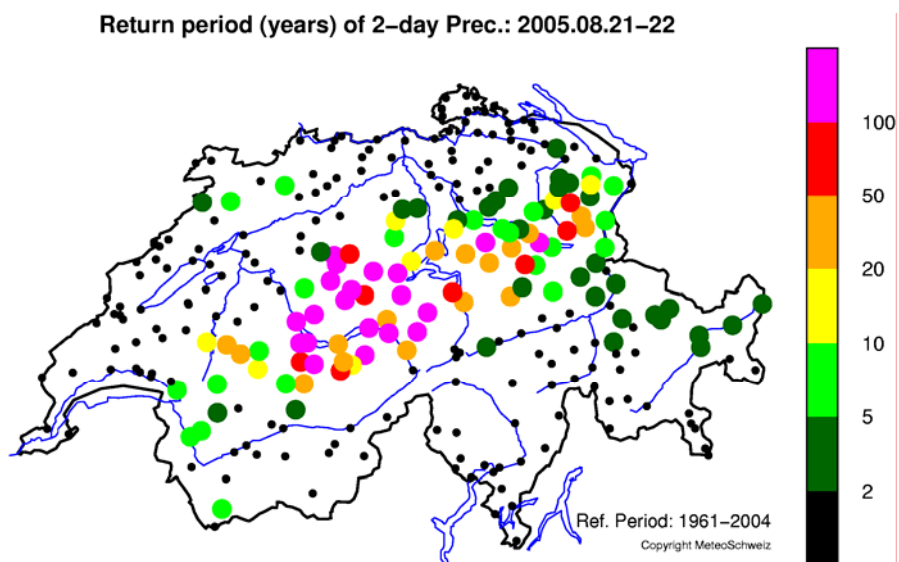 Return period (years) of 2−day Prec.: 2005.08.21−22
100
50
20
10
5
2
Ref. Period: 1961−2004
Copyright MeteoSchweiz